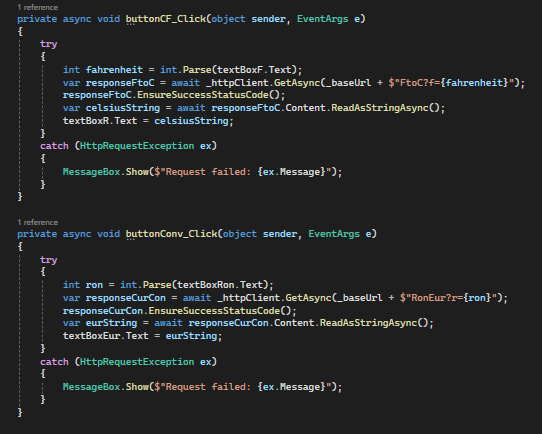 1 reference
private async void buttonCF_Click(object sender, EventArgs e)
{
try
{
int fahrenheit = int.Parse(textBoxF.Text);
var responseFtoC = await _httpClient.GetAsync(_baseUrl + $"FtoC?f={fahrenheit}");
responseFtoC.EnsureSuccessStatusCode();
var celsiusString = await responseFtoC.Content.ReadAsStringAsync();
textBoxR.Text = celsiusString;
}
catch (HttpRequestException ex)
{
MessageBox.Show($"Request failed: {ex.Message}");
}
}
1 reference
private async void buttonConv_Click(object sender, EventArgs e)
{
try
{
int ron = int.Parse(textBoxRon.Text);
var responseCurCon = await _httpClient.GetAsync(_baseUrl + $"RonEur?r={ron}");
responseCurCon.EnsureSuccessStatusCode();
var eurString = await responseCurCon.Content.ReadAsStringAsync();
textBoxEur.Text = eurString;
}
catch (HttpRequestException ex)
{
MessageBox.Show($"Request failed: {ex.Message}");
}
}